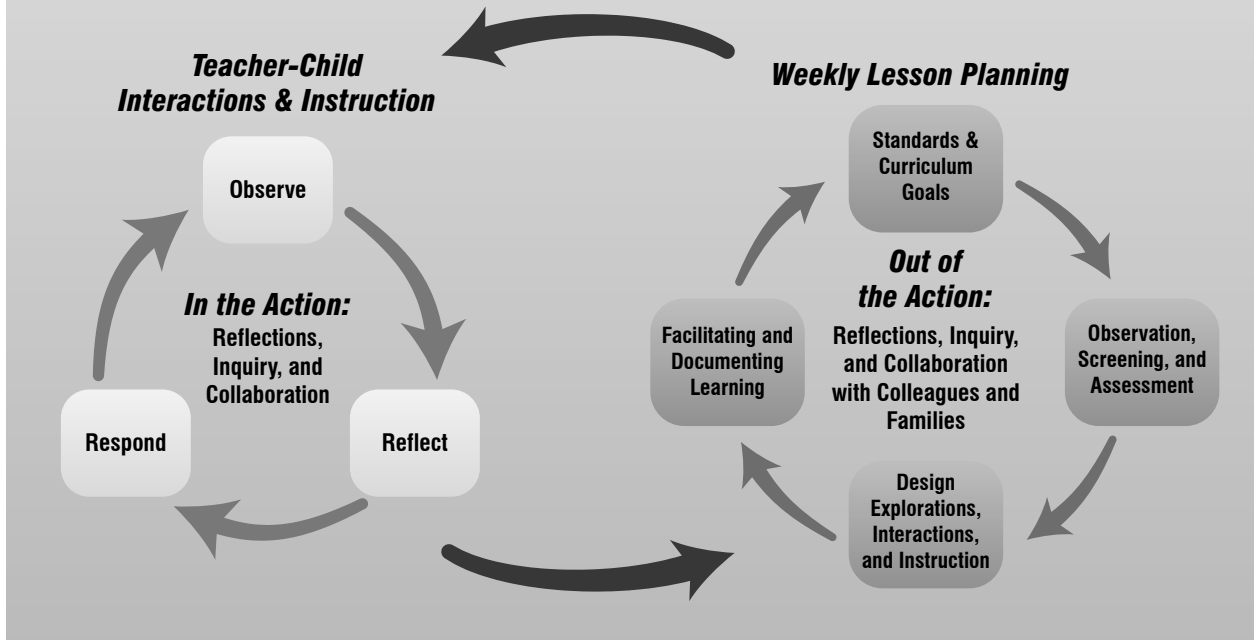 Teacher-Child
Interactions & Instruction
Observe
In the Action:
Reflections,
Inquiry, and
Collaboration
Respond
Reflect
Weekly Lesson Planning
Standards &
Curriculum
Goals
Out of
the Action:
Reflections, Inquiry,
and Collaboration
with Colleagues and
Families
Facilitating and
Documenting
Learning
Observation,
Screening, and
Assessment
Design
Explorations,
Interactions,
and Instruction